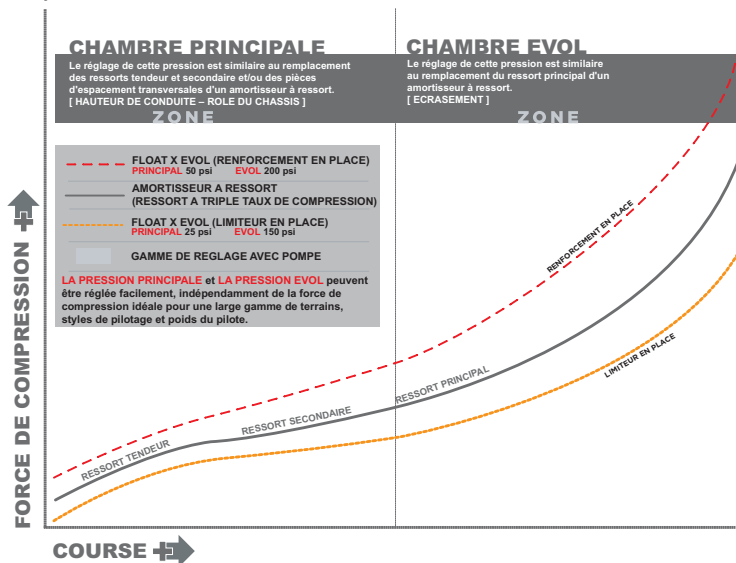 CHAMBRE PRINCIPALE
Le réglage de cette pression est similaire au remplacement
des ressorts tendeur et secondaire et/ou des pièces
d'espacement transversales d'un amortisseur à ressort.
[ HAUTEUR DE CONDUITE – ROLE DU CHASSIS ]
ZONE
CHAMBRE EVOL
Le réglage de cette pression est similaire
au remplacement du ressort principal d'un
amortisseur à ressort.
[ ECRASEMENT ]
ZONE
FLOAT X EVOL (RENFORCEMENT EN PLACE)
PRINCIPAL 50 psi EVOL 200 psi
AMORTISSEUR A RESSORT
(RESSORT A TRIPLE TAUX DE COMPRESSION)
FLOAT X EVOL (LIMITEUR EN PLACE)
PRINCIPAL 25 psi EVOL 150 psi
GAMME DE REGLAGE AVEC POMPE
LA PRESSION PRINCIPALE et LA PRESSION EVOL peuvent
être réglée facilement, indépendamment de la force de
compression idéale pour une large gamme de terrains,
styles de pilotage et poids du pilote.
RENFORCEMENT EN PLACE
LIMITEUR EN PLACE
RESSORT TENDEUR
RESSORT SECONDAIRE
RESSORT PRINCIPAL
FORCE DE COMPRESSION +
COURSE +